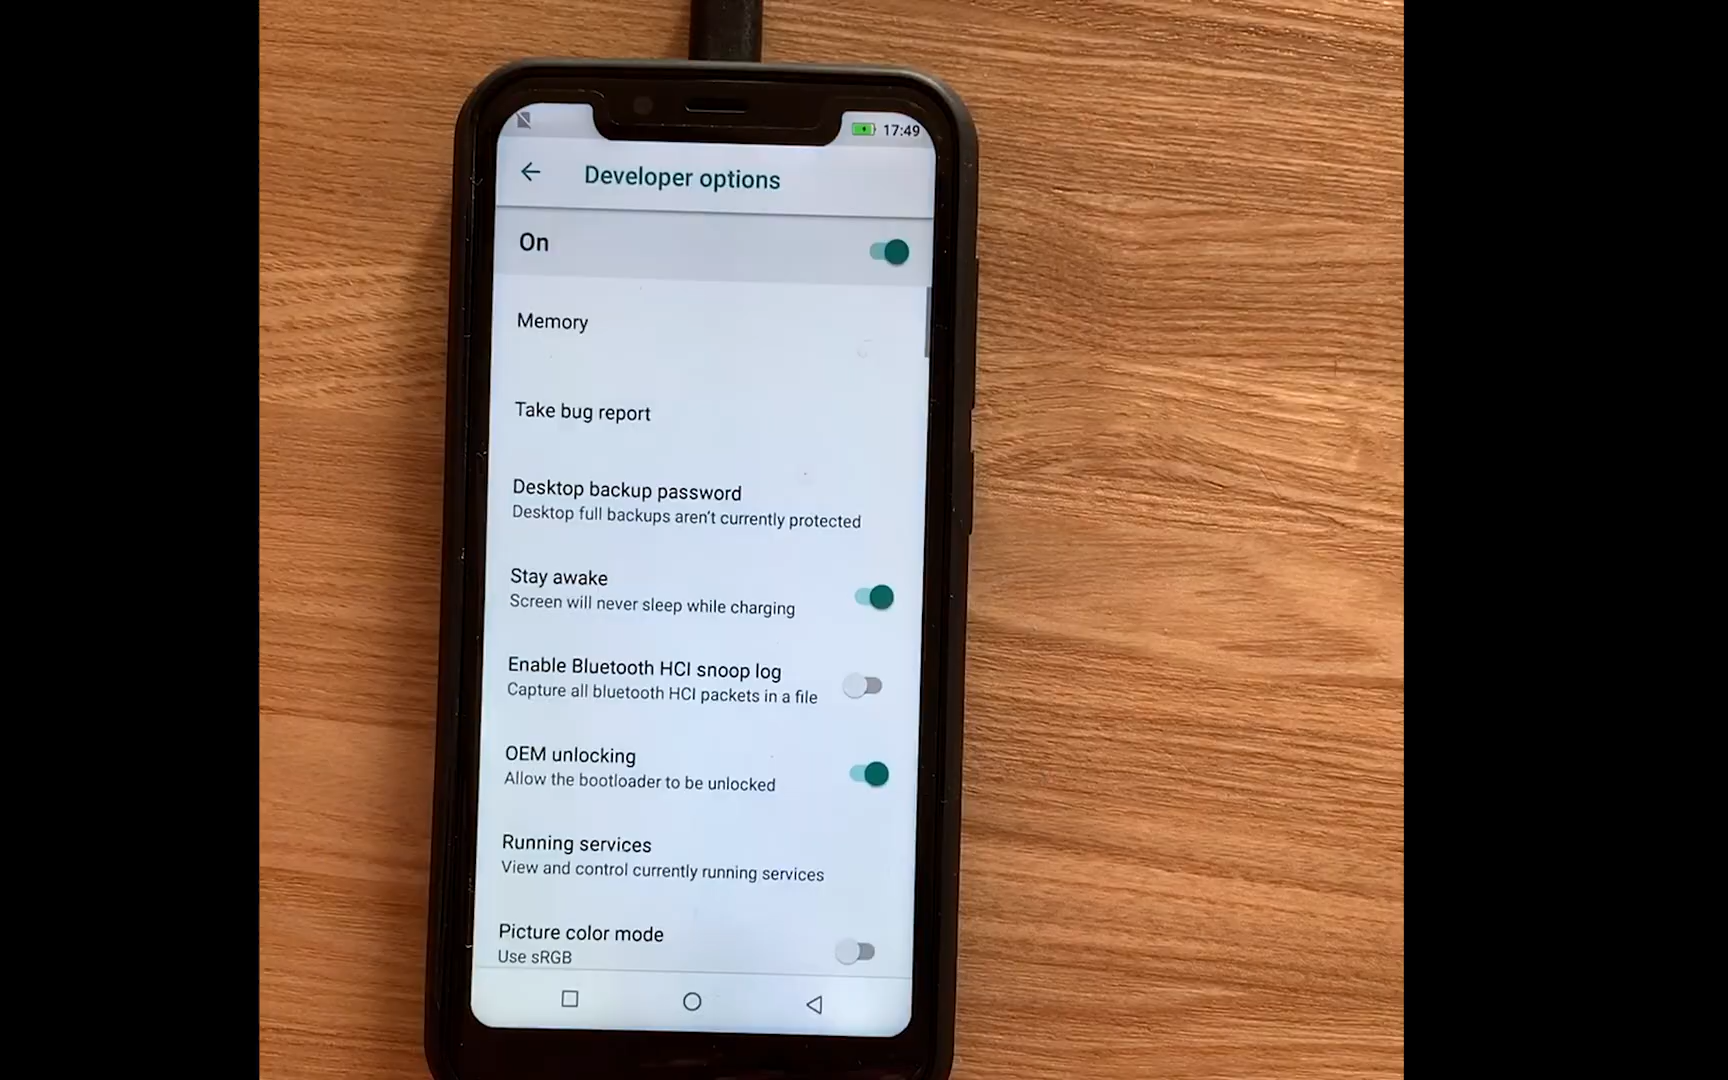 17:49
Developer options
On
Memory
Take bug report
Desktop backup password
Desktop full backups aren't currently protected
Stay awake
Screen will never sleep while charging
Enable Bluetooth HCI snoop log
Capture all bluetooth HCI packets in a file
OEM unlocking
Allow the bootloader to be unlocked
Running services
View and control currently running services
Picture color mode
Use sRGB